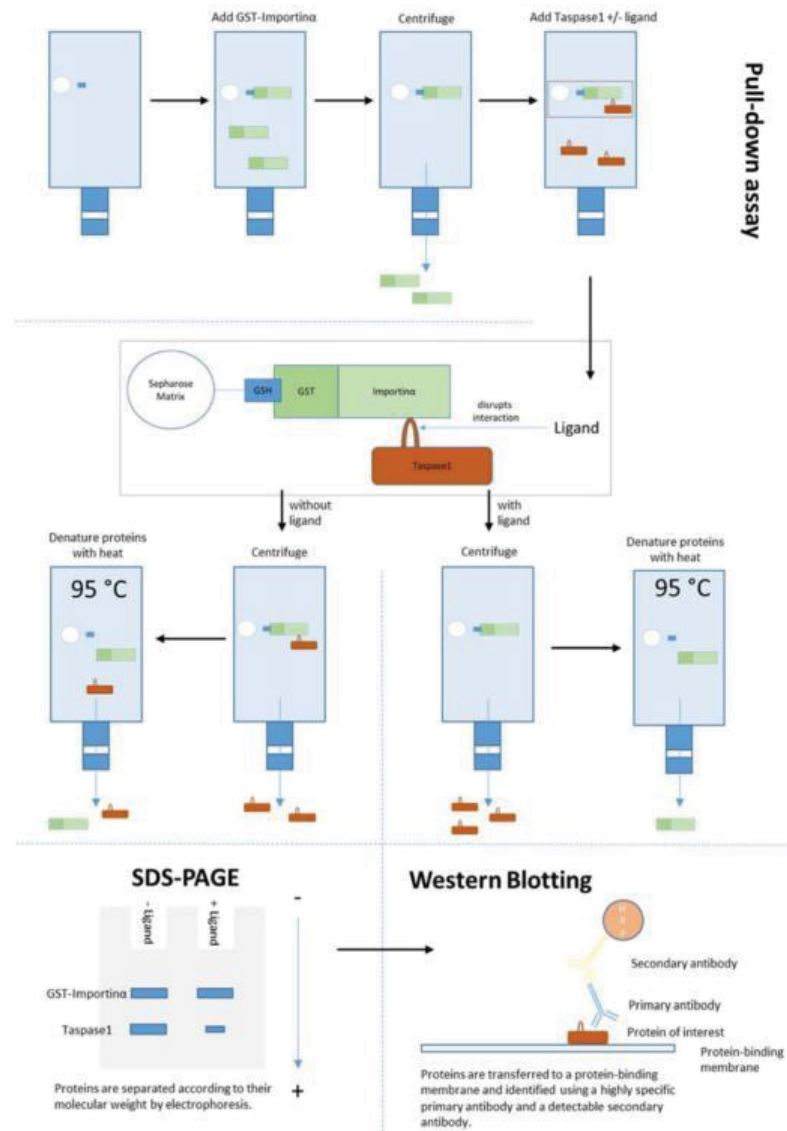 Add GST-Importinα
Centrifuge
Add Taspase1 +/- ligand
Pull-down assay
Sepharose
Matrix
GSH
GST
Importinα
disrupts
interaction
Ligand
Taspase1
without
ligand
with
ligand
Denature proteins
with heat
95 °C
Centrifuge
Centrifuge
Denature proteins
with heat
95 °C
SDS-PAGE
- Ligand
+ Ligand
-
GST-Importinα
Taspase1
+
Proteins are separated according to their
molecular weight by electrophoresis.
Western Blotting
H
R
P
Secondary antibody
Primary antibody
Protein of interest
Protein-binding
membrane
Proteins are transferred to a protein-binding
membrane and identified using a highly specific
primary antibody and a detectable secondary
antibody.